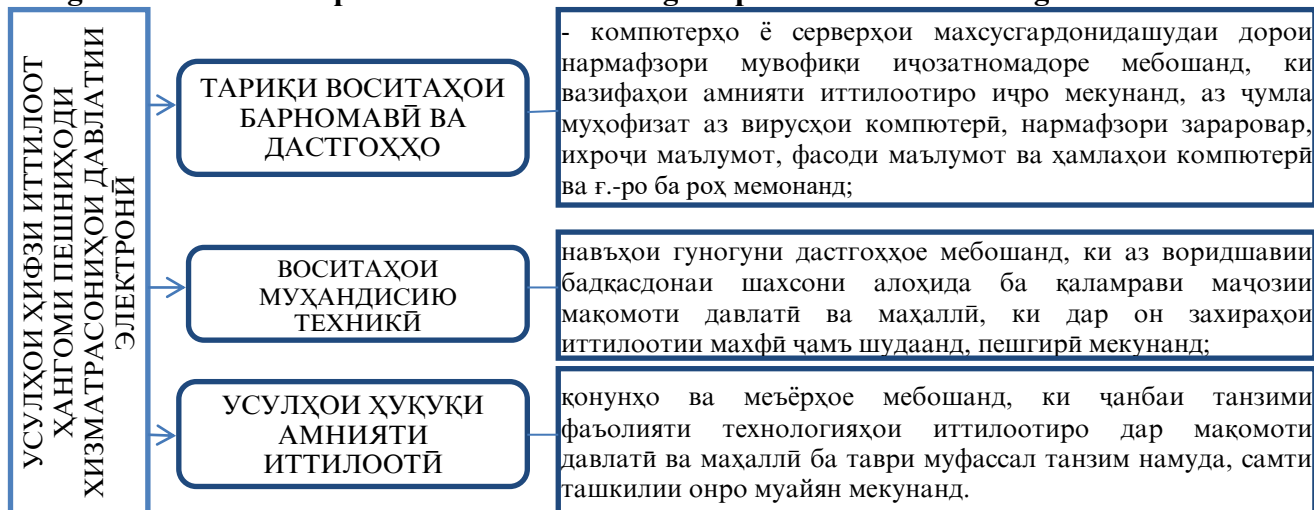 УСУЛҲОИ ҲИФЗИ ИТТИЛООТ
ҲАНГОМИ ПЕШНИҲОДИ
ХИЗМАТРАСОНИҲОИ ДАВЛАТИИ
ЭЛЕКТРОНӢ
ТАРИҚИ ВОСИТАҲОИ
БАРНОМАВӢ ВА
ДАСТГОҲҲО
- компютерҳо ё серверҳои махсусгардонидашудаи дорои
нармафзори мувофиқи иҷозатномадоре мебошанд, ки
вазифаҳои амнияти иттилоотиро иҷро мекунанд, аз ҷумла
муҳофизат аз вирусҳои компютерӣ, нармафзори зараровар,
ихроҷи маълумот, фасоди маълумот ва ҳамлаҳои компютерӣ
ва ғ.-ро ба роҳ мемонанд;
ВОСИТАҲОИ
МУҲАНДИСИЮ
ТЕХНИКӢ
навъҳои гуногуни дастгоҳҳое мебошанд, ки аз воридшавии
бадқасдонаи шахсони алоҳида ба қаламрави маҷозии
мақомоти давлатӣ ва маҳаллӣ, ки дар он захираҳои
иттилоотии махфӣ ҷамъ шудаанд, пешгирӣ мекунанд;
УСУЛҲОИ ҲУҚУҚИ
АМНИЯТИ
ИТТИЛООТӢ
қонунҳо ва меъёрҳое мебошанд, ки ҷанбаи танзими
фаъолияти технологияҳои иттилоотиро дар мақомоти
давлатӣ ва маҳаллӣ ба таври муфассал танзим намуда, самти
ташкилии онро муайян мекунанд.